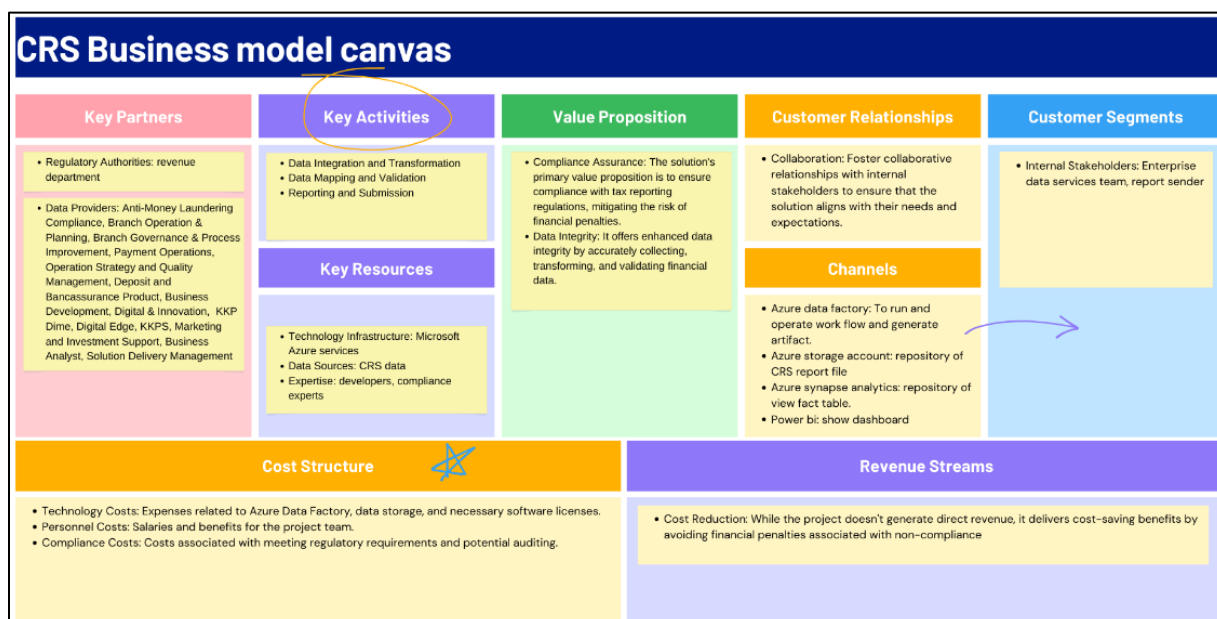 CRS Business model canvas
Key Partners
• Regulatory Authorities: revenue
department
• Data Providers: Anti-Money Laundering
Compliance, Branch Operation &
Planning, Branch Governance & Process
Improvement, Payment Operations,
Operation Strategy and Quality
Management, Deposit and
Bancassurance Product, Business
Development, Digital & Innovation, KKP
Dime, Digital Edge, KKPS, Marketing
and Investment Support, Business
Analyst, Solution Delivery Management
Key Activities
• Data Integration and Transformation
• Data Mapping and Validation
• Reporting and Submission
Key Resources
• Technology Infrastructure: Microsoft
Azure services
• Data Sources: CRS data
• Expertise: developers, compliance
experts
Value Proposition
• Compliance Assurance: The solution's
primary value proposition is to ensure
compliance with tax reporting
regulations, mitigating the risk of
financial penalties.
• Data Integrity: It offers enhanced data
integrity by accurately collecting,
transforming, and validating financial
data.
Customer Relationships
• Collaboration: Foster collaborative
relationships with internal
stakeholders to ensure that the
solution aligns with their needs and
expectations.
Channels
• Azure data factory: To run and
operate work flow and generate
artifact.
• Azure storage account: repository of
CRS report file
• Azure synapse analytics: repository of
view fact table.
• Power bi: show dashboard
Customer Segments
• Internal Stakeholders: Enterprise
data services team, report sender
Cost Structure
• Technology Costs: Expenses related to Azure Data Factory, data storage, and necessary software licenses.
• Personnel Costs: Salaries and benefits for the project team.
• Compliance Costs: Costs associated with meeting regulatory requirements and potential auditing.
Revenue Streams
• Cost Reduction: While the project doesn't generate direct revenue, it delivers cost-saving benefits by
avoiding financial penalties associated with non-compliance